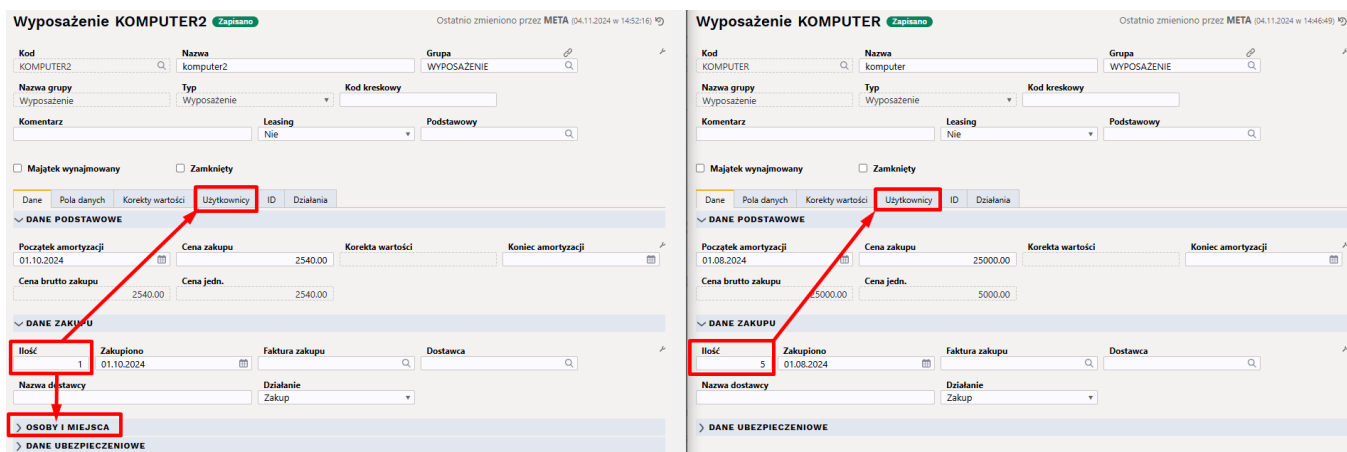 Wyposażenie KOMPUTER2 Zapisano
Ostatnio zmieniono przez META (04.11.2024 w 14:52:16)
Kod Nazwa Grupa
KOMPUTER2 komputer2 WYPOSAŻENIE
Nazwa grupy Typ Kod kreskowy
Wyposażenie Wyposażenie
Komentarz Leasing Podstawowy
Nie
Majątek wynajmowany Zamknięty
Dane Pola danych Korekty wartości Użytkownicy ID Działania
DANE PODSTAWOWE
Początek amortyzacji Cena zakupu Korekta wartości Koniec amortyzacji
01.10.2024 2540.00
Cena brutto zakupu Cena jedn.
2540.00 2540.00
DANE ZAKUPU
Ilość Zakupiono Faktura zakupu Dostawca
1 01.10.2024
Nazwa dostawcy Działanie
Zakup
OSOBY I MIEJSCA
DANE UBEZPIECZENIOWE
Wyposażenie KOMPUTER Zapisano
Ostatnio zmieniono przez META (04.11.2024 w 14:46:49)
Kod Nazwa Grupa
KOMPUTER komputer WYPOSAŻENIE
Nazwa grupy Typ Kod kreskowy
Wyposażenie Wyposażenie
Komentarz Leasing Podstawowy
Nie
Majątek wynajmowany Zamknięty
Dane Pola danych Korekty wartości Użytkownicy ID Działania
DANE PODSTAWOWE
Początek amortyzacji Cena zakupu Korekta wartości Koniec amortyzacji
01.08.2024 25000.00
Cena brutto zakupu Cena jedn.
25000.00 5000.00
DANE ZAKUPU
Ilość Zakupiono Faktura zakupu Dostawca
5 01.08.2024
Nazwa dostawcy Działanie
Zakup
DANE UBEZPIECZENIOWE